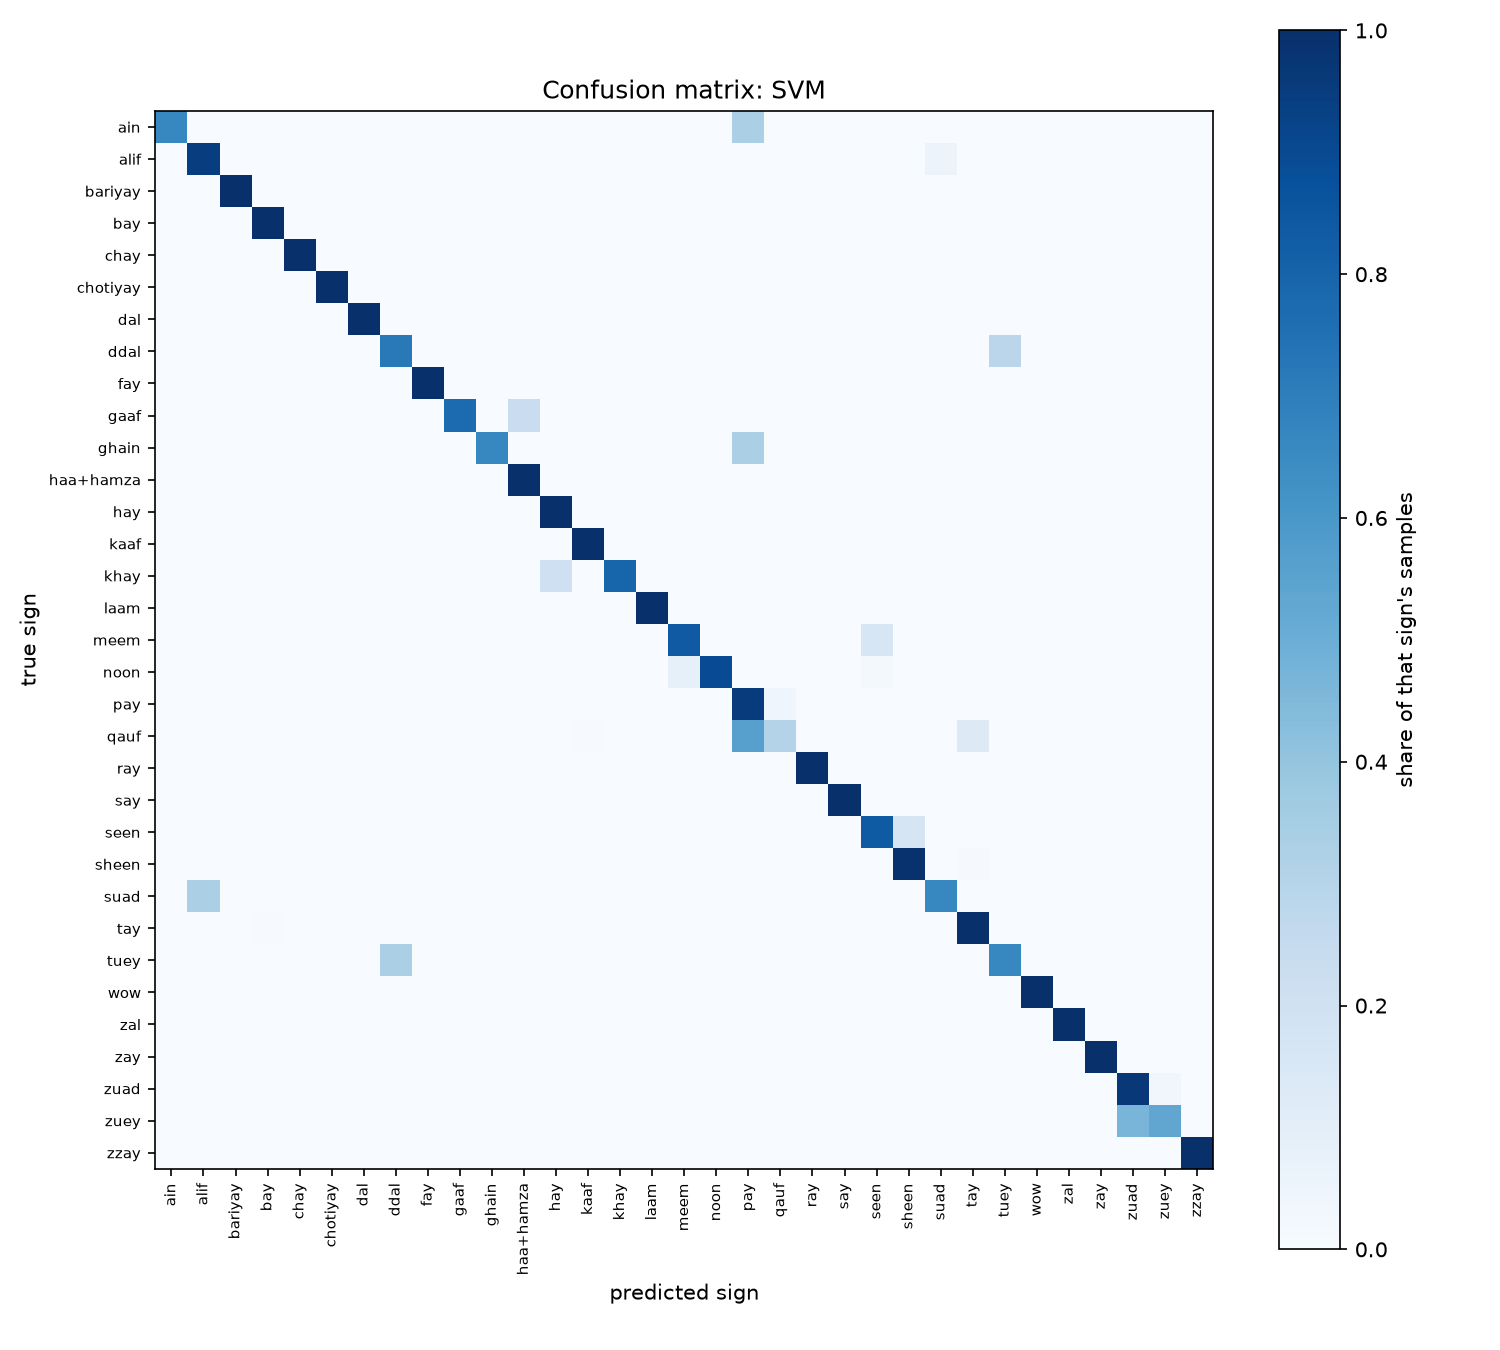 Confusion matrix: SVM
true sign
ain
alif
bariyay
bay
chay
chotiyay
dal
ddal
fay
gaaf
ghain
haa+hamza
hay
kaaf
khay
laam
meem
noon
pay
qauf
ray
say
seen
sheen
suad
tay
tuey
wow
zal
zay
zuad
zuey
zzay
ain
alif
bariyay
bay
chay
chotiyay
dal
ddal
fay
gaaf
ghain
haa+hamza
hay
kaaf
khay
laam
meem
noon
pay
qauf
ray
say
seen
sheen
suad
tay
tuey
wow
zal
zay
zuad
zuey
zzay
predicted sign
1.0
0.8
0.6
0.4
0.2
0.0
share of that sign's samples